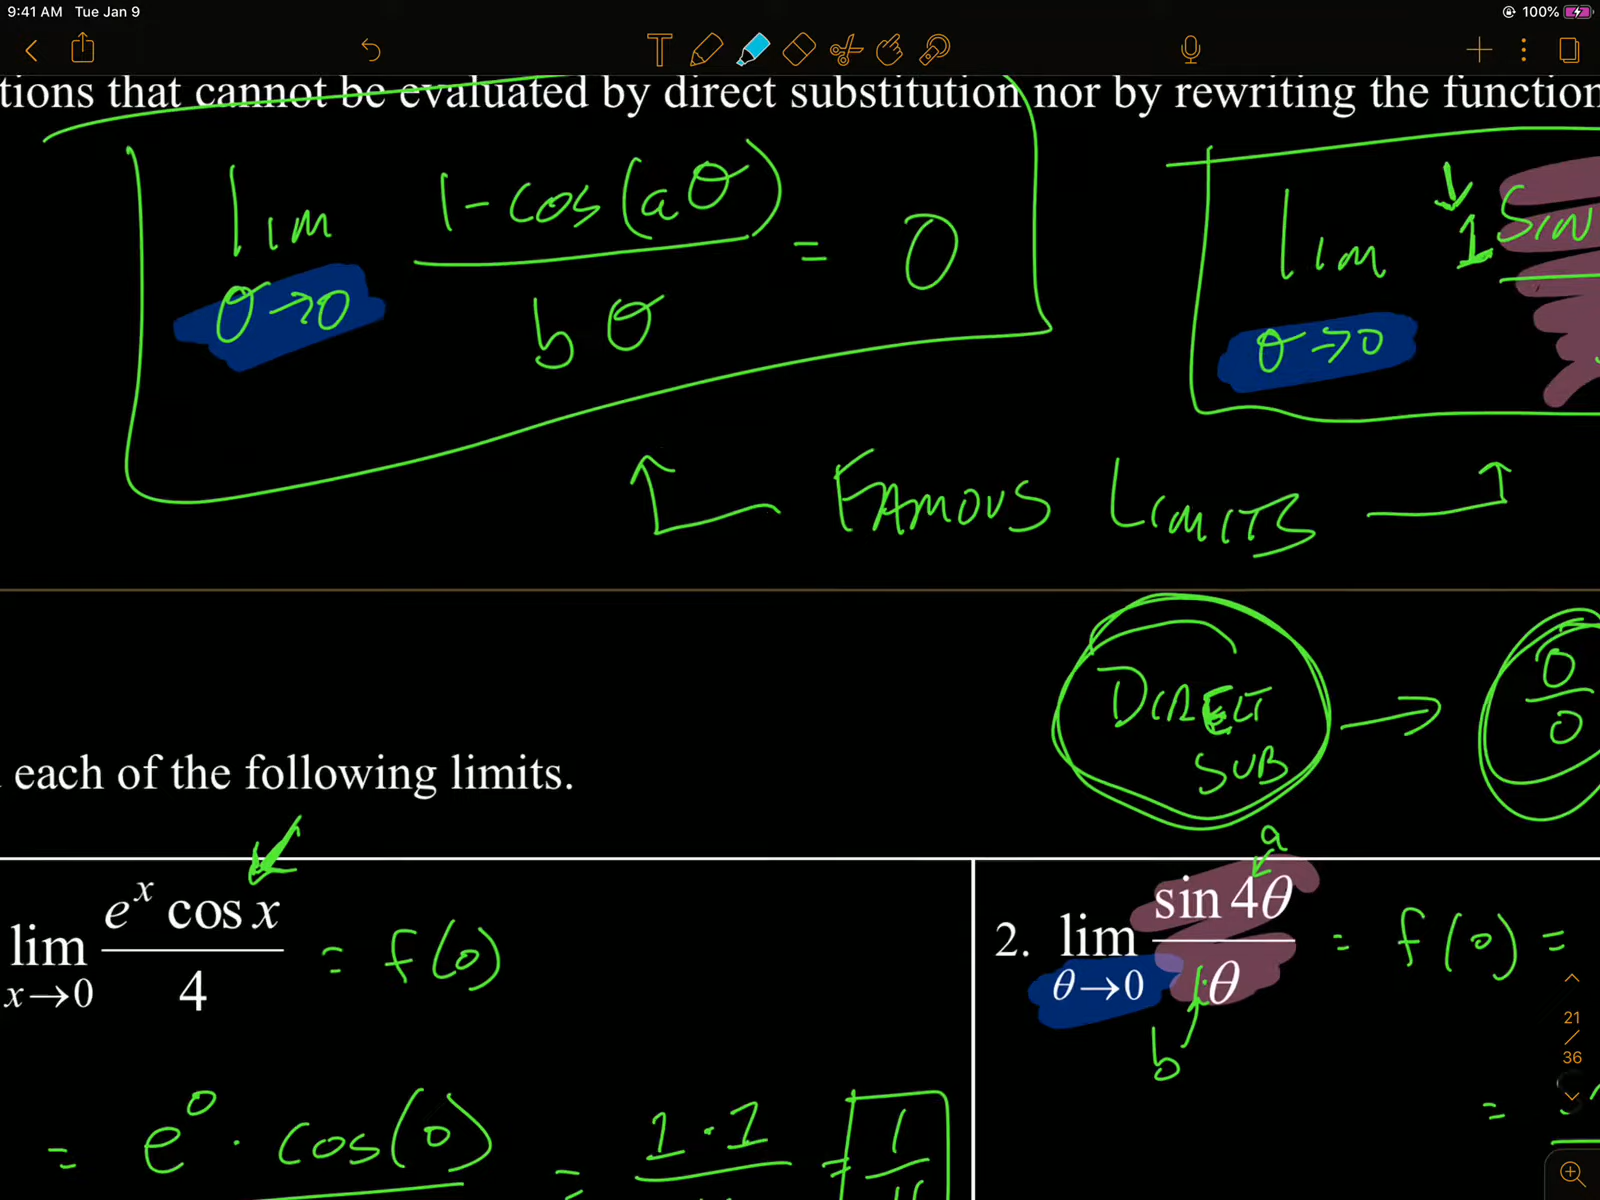 9:41 AM Tue Jan 9
100%
tions that cannot be evaluated by direct substitution nor by rewriting the function
lim θ→0 1-cos(aθ) / bθ = 0
lim θ→0 1 sin
FAMOUS LIMITS
DIRECT SUB → 0/0
each of the following limits.
lim x→0 e^x cos x / 4 = f(0)
a
2. lim θ→0 sin 4θ / θ = f(0) =
b
= e^0 · cos(0) = 1·1 = 1
=
21 / 36